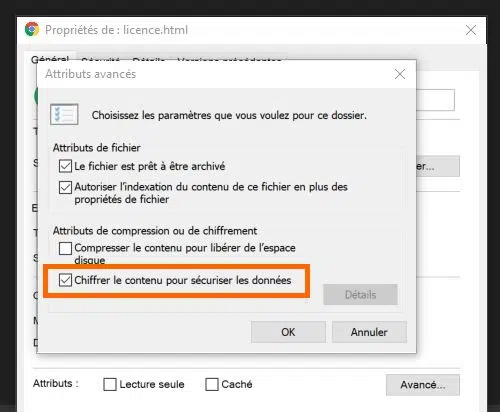 Propriétés de : licence.html
Général Sécurité Détails Versions précédentes
Attributs avancés
Choisissez les paramètres que vous voulez pour ce dossier.
Attributs de fichier
Le fichier est prêt à être archivé
Autoriser l'indexation du contenu de ce fichier en plus des
propriétés de fichier
er...
Attributs de compression ou de chiffrement
Compresser le contenu pour libérer de l'espace
disque
Chiffrer le contenu pour sécuriser les données
Détails
OK Annuler
Attributs : Lecture seule Caché Avancé...